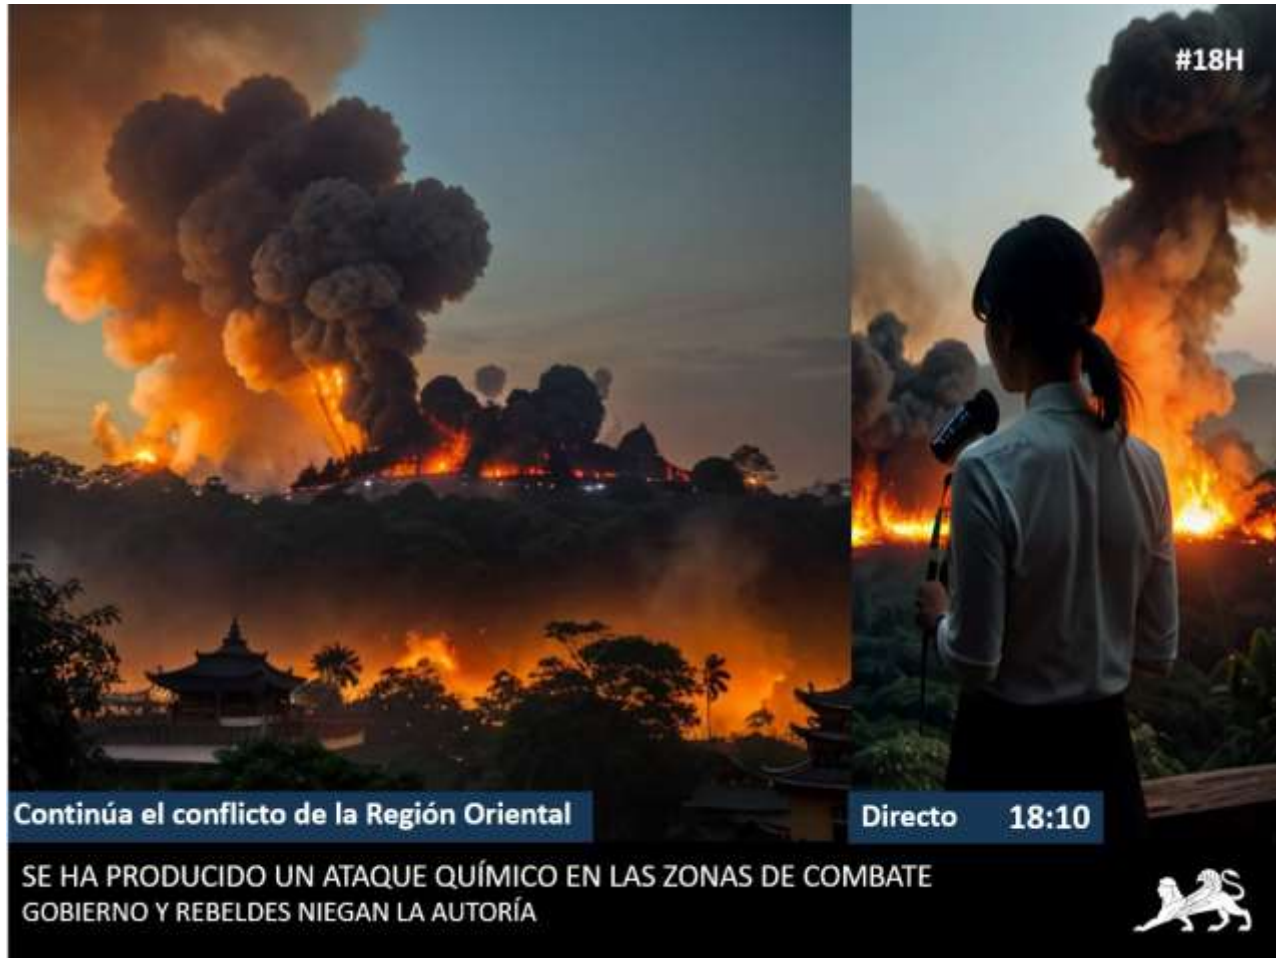 #18H
Continúa el conflicto de la Región Oriental
Directo 18:10
SE HA PRODUCIDO UN ATAQUE QUÍMICO EN LAS ZONAS DE COMBATE
GOBIERNO Y REBELDES NIEGAN LA AUTORÍA